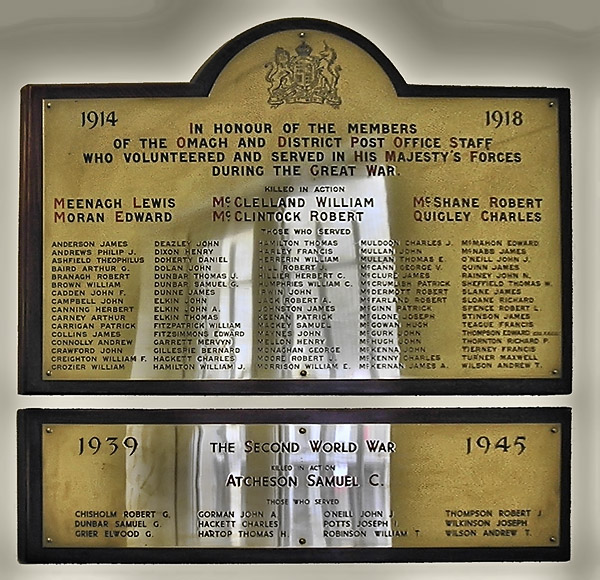 1914 1918
IN HONOUR OF THE MEMBERS
OF THE OMAGH AND DISTRICT POST OFFICE STAFF
WHO VOLUNTEERED AND SERVED IN HIS MAJESTY'S FORCES
DURING THE GREAT WAR.
KILLED IN ACTION
MEENAGH LEWIS McCLELLAND WILLIAM McSHANE ROBERT
MORAN EDWARD McCLINTOCK ROBERT QUIGLEY CHARLES
THOSE WHO SERVED
ANDERSON JAMES DEAZLEY JOHN HAMILTON THOMAS MULDOON CHARLES J. McMAHON EDWARD
ANDREWS PHILIP J. DIXON HENRY HARLEY FRANCIS MULLAN JOHN McNABB JAMES
ASHFIELD THEOPHILUS DOHERTY DANIEL HERRERIN WILLIAM MULLAN THOMAS E. O'NEILL JOHN J.
BAIRD ARTHUR G. DOLAN JOHN HILL ROBERT J. McCANN GEORGE V. QUINN JAMES
BRANAGH ROBERT DUNBAR THOMAS J. HILLIER HERBERT C. McCLURE JAMES RAINEY JOHN N.
BROWN WILLIAM DUNBAR SAMUEL G. HUMPHRIES WILLIAM C. McCRUMLISH PATRICK SHEFFIELD THOMAS W.
CADDEN JOHN F. DUNNE JAMES IRWIN JOHN McDERMOTT ROBERT SLANE JAMES
CAMPBELL JOHN ELKIN JOHN JACK ROBERT A. McFARLAND ROBERT SLOANE RICHARD
CANNING HERBERT ELKIN JOHN A. JOHNSTON JAMES McGINN PATRICK SPENCE ROBERT L.
CARNEY ARTHUR ELKIN THOMAS KEENAN PATRICK McGLONE JOSEPH STINSON JAMES
CARRIGAN PATRICK FITZPATRICK WILLIAM MACKEY SAMUEL McGOWAN HUGH TEAGUE FRANCIS
COLLINS JAMES FITZSIMMONS EDWARD MAYNES JOHN McGURK JOHN THOMPSON EDWARD
CONNOLLY ANDREW GARRETT MERVYN MELLON HENRY McHUGH JOHN THORNTON RICHARD P.
CRAWFORD JOHN GILLESPIE BERNARD MONAGHAN GEORGE McKENNA JOHN TIERNEY FRANCIS
CREIGHTON WILLIAM F. HACKETT CHARLES MOORE ROBERT J. McKENNA CHARLES TURNER MAXWELL
CROZIER WILLIAM HAMILTON WILLIAM J. MORRISON WILLIAM E. McKERNAN JAMES A. WILSON ANDREW T.
1939 THE SECOND WORLD WAR 1945
KILLED IN ACTION
ATCHESON SAMUEL C.
THOSE WHO SERVED
CHISHOLM ROBERT G. GORMAN JOHN A. O'NEILL JOHN J. THOMPSON ROBERT J.
DUNBAR SAMUEL G. HACKETT CHARLES POTTS JOSEPH I. WILKINSON JOSEPH
GRIER ELWOOD G. HARTOP THOMAS H. ROBINSON WILLIAM T. WILSON ANDREW T.